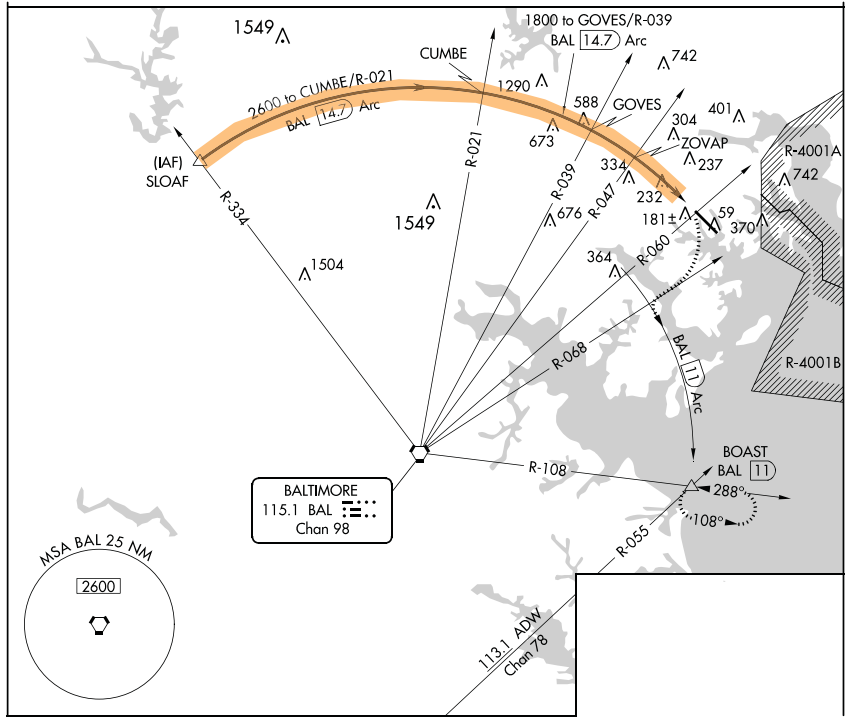 1549
1800 to GOVES/R-039
BAL 14.7 Arc
CUMBE
742
2600 to CUMBE/R-021
BAL 14.7 Arc
1290
588
GOVES
401
304
673
ZOVAP
R-4001A
(IAF)
SLOAF
R-021
R-039
334
237
742
R-334
R-047
232
1549
676
181±
59
370
R-060
1504
364
R-068
BAL 11 Arc
R-4001B
R-108
BOAST
BAL 11
288°
108°
BALTIMORE
115.1 BAL
Chan 98
R-055
MSA BAL 25 NM
2600
113.1 ADW
Chan 78